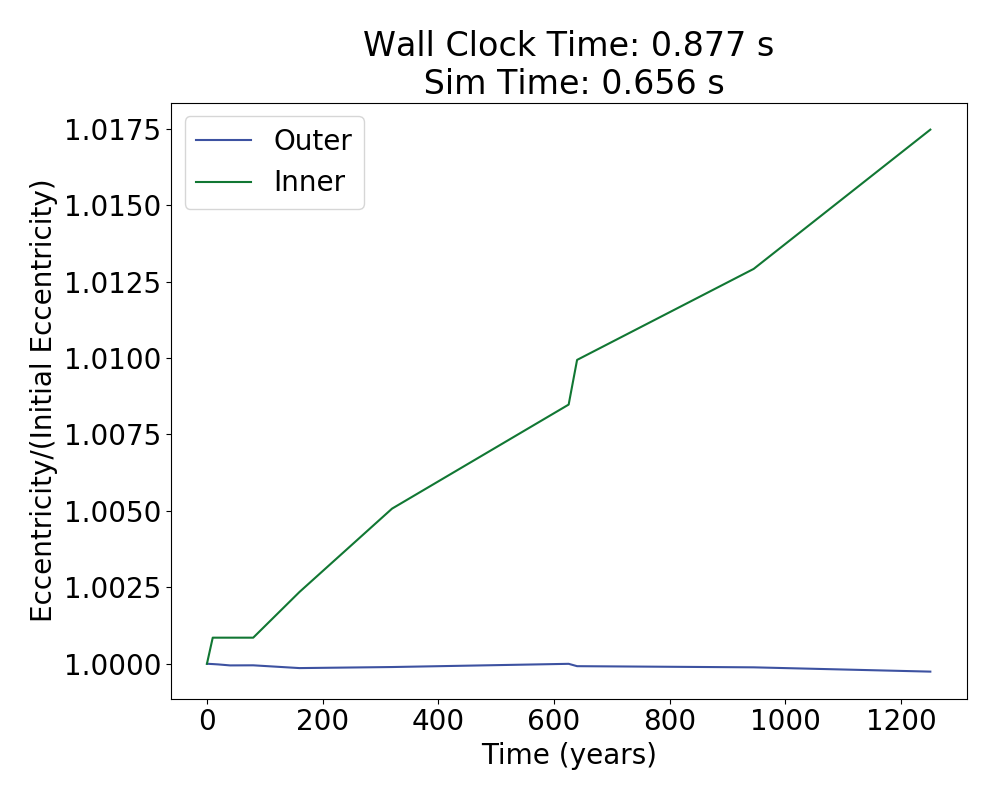 Wall Clock Time: 0.877 s
Sim Time: 0.656 s
Outer
Inner
Eccentricity/(Initial Eccentricity)
1.0175
1.0150
1.0125
1.0100
1.0075
1.0050
1.0025
1.0000
0 200 400 600 800 1000 1200
Time (years)